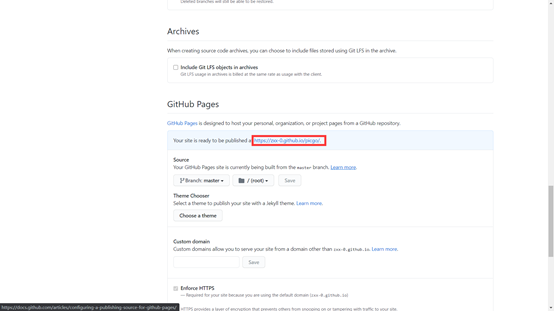 Deleted branches will still be able to be restored.
Archives
When creating source code archives, you can choose to include files stored using Git LFS in the archive.
Include Git LFS objects in archives
Git LFS usage in archives is billed at the same rate as usage with the client.
GitHub Pages
GitHub Pages is designed to host your personal, organization, or project pages from a GitHub repository.
Your site is ready to be published a https://zxx-0.github.io/picgo/.
Source
Your GitHub Pages site is currently being built from the master branch. Learn more.
Branch: master
/ (root)
Save
Theme Chooser
Select a theme to publish your site with a Jekyll theme. Learn more.
Choose a theme
Custom domain
Custom domains allow you to serve your site from a domain other than zxx-0.github.io. Learn more.
Save
Enforce HTTPS
— Required for your site because you are using the default domain (zxx-0.github.io)
https://docs.github.com/articles/configuring-a-publishing-source-for-github-pages/
HTTPS provides a layer of encryption that prevents others from snooping on or tampering with traffic to your site.